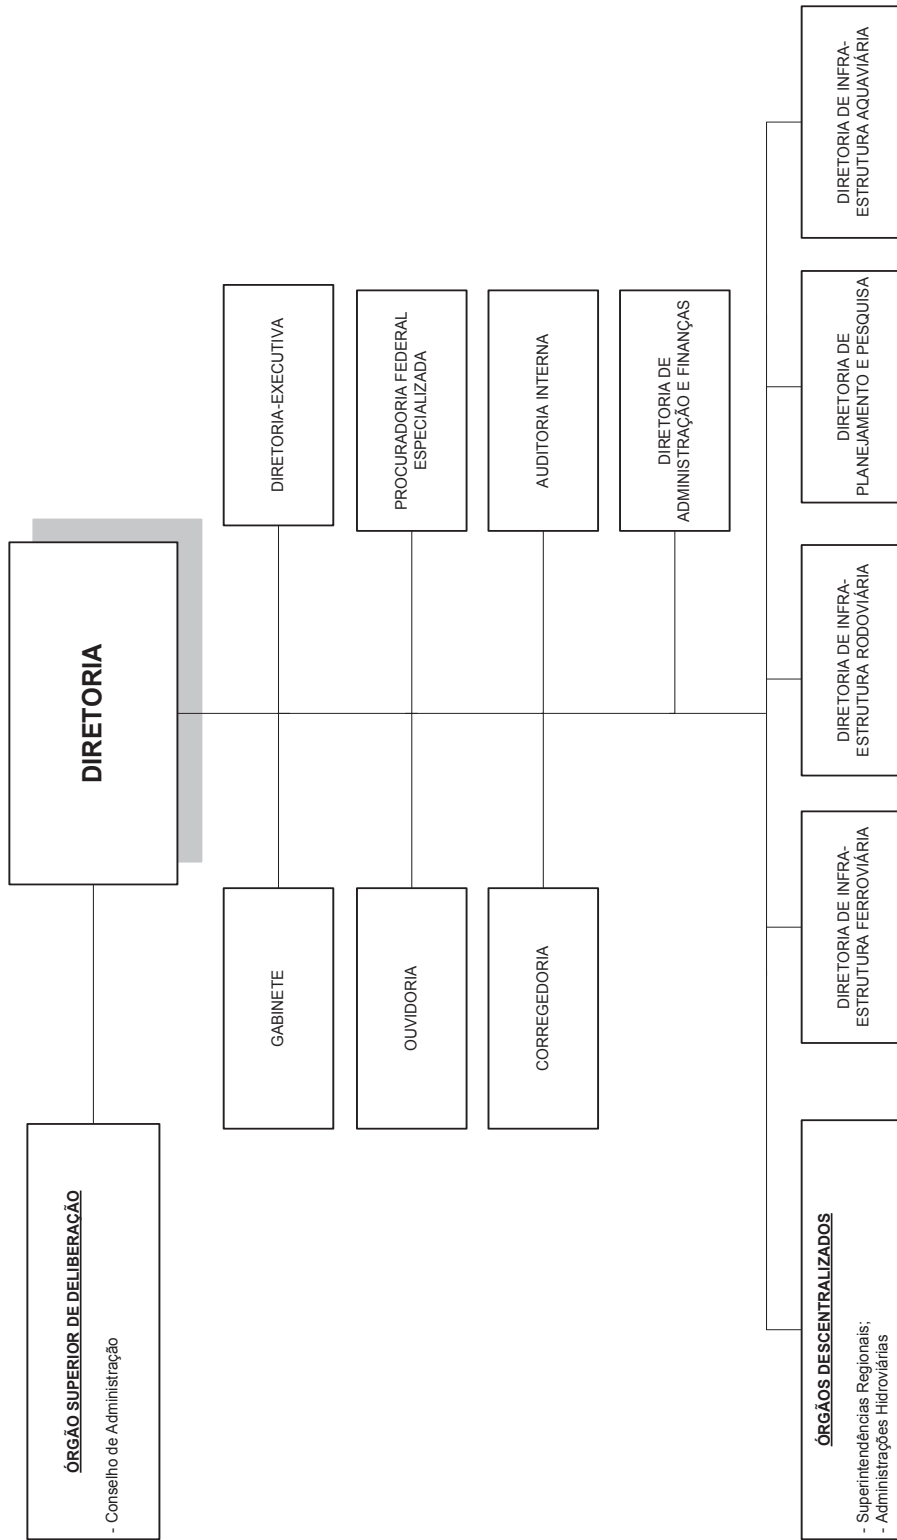 ÓRGÃO SUPERIOR DE DELIBERAÇÃO
- Conselho de Administração
DIRETORIA
GABINETE
DIRETORIA-EXECUTIVA
OUVIDORIA
PROCURADORIA FEDERAL
ESPECIALIZADA
CORREGEDORIA
AUDITORIA INTERNA
DIRETORIA DE
ADMINISTRAÇÃO E FINANÇAS
ÓRGÃOS DESCENTRALIZADOS
- Superintendências Regionais;
- Administrações Hidroviárias
DIRETORIA DE INFRA-
ESTRUTURA FERROVIÁRIA
DIRETORIA DE INFRA-
ESTRUTURA RODOVIÁRIA
DIRETORIA DE
PLANEJAMENTO E PESQUISA
DIRETORIA DE INFRA-
ESTRUTURA AQUAVIÁRIA